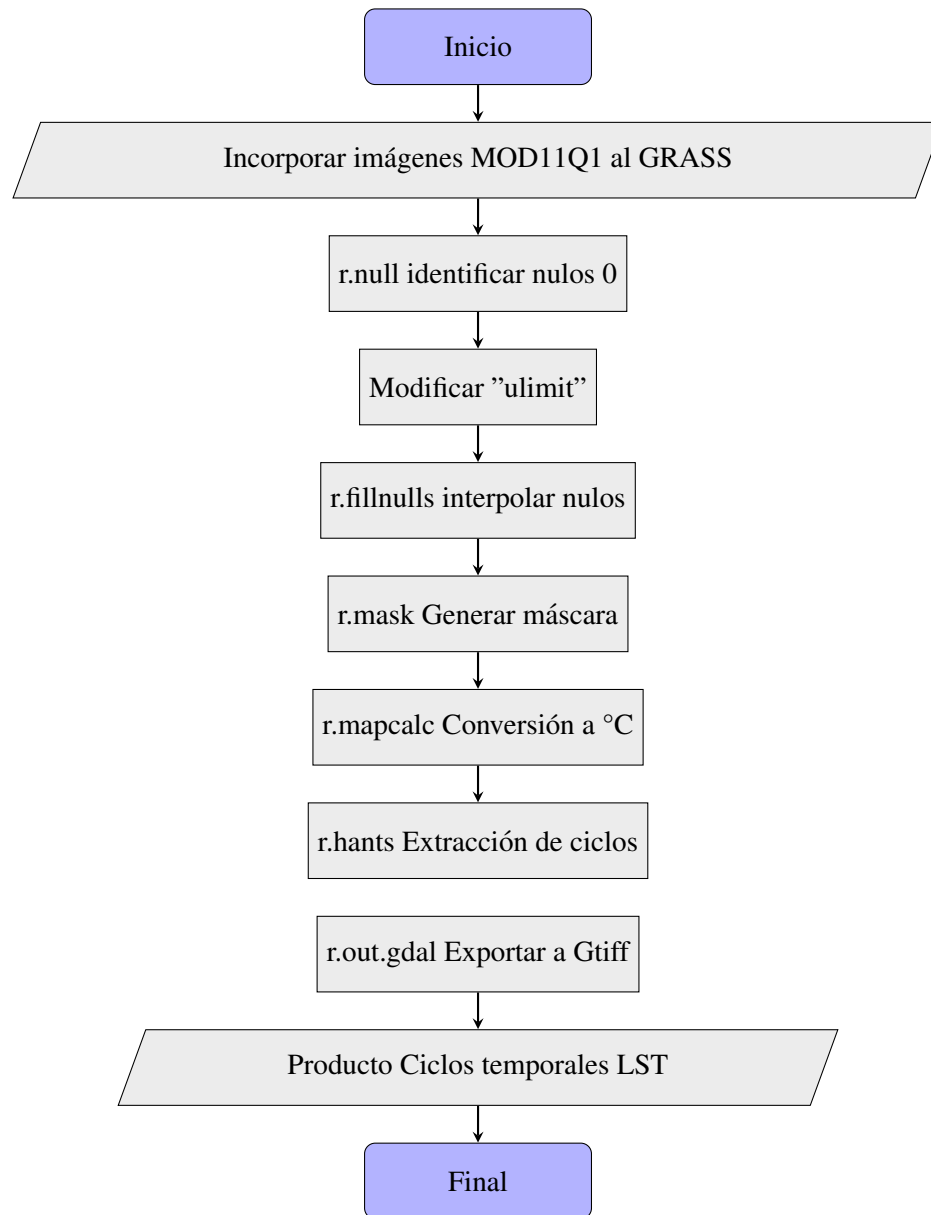 Inicio
Incorporar imágenes MOD11Q1 al GRASS
r.null identificar nulos 0
Modificar ”ulimit”
r.fillnulls interpolar nulos
r.mask Generar máscara
r.mapcalc Conversión a °C
r.hants Extracción de ciclos
r.out.gdal Exportar a Gtiff
Producto Ciclos temporales LST
Final